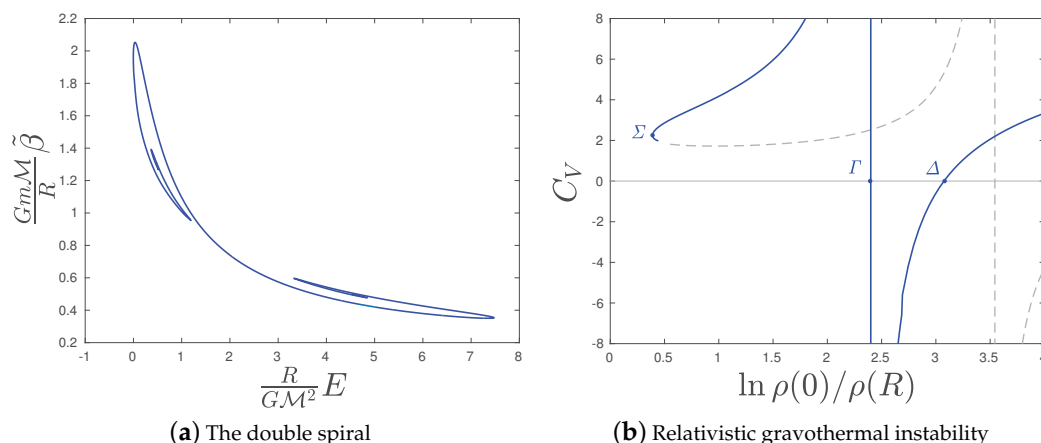 2.2
2
1.8
1.6
1.4
1.2
1
0.8
0.6
0.4
0.2
-1 0 1 2 3 4 5 6 7 8
GmM/R β̃
R/GM² E
(a) The double spiral
8
6
4
2
0
-2
-4
-6
-8
0 0.5 1 1.5 2 2.5 3 3.5 4
C_V
Σ
Γ
Δ
ln ρ(0)/ρ(R)
(b) Relativistic gravothermal instability